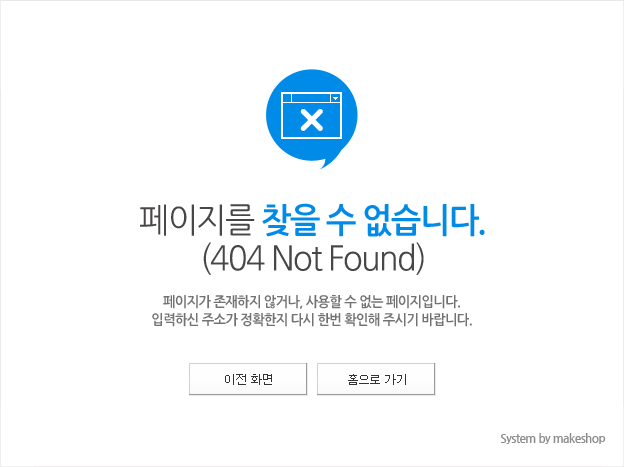 페이지를 찾을 수 없습니다.
(404 Not Found)
페이지가 존재하지 않거나, 사용할 수 없는 페이지입니다.
입력하신 주소가 정확한지 다시 한번 확인해 주시기 바랍니다.
이전 화면
홈으로 가기
System by makeshop